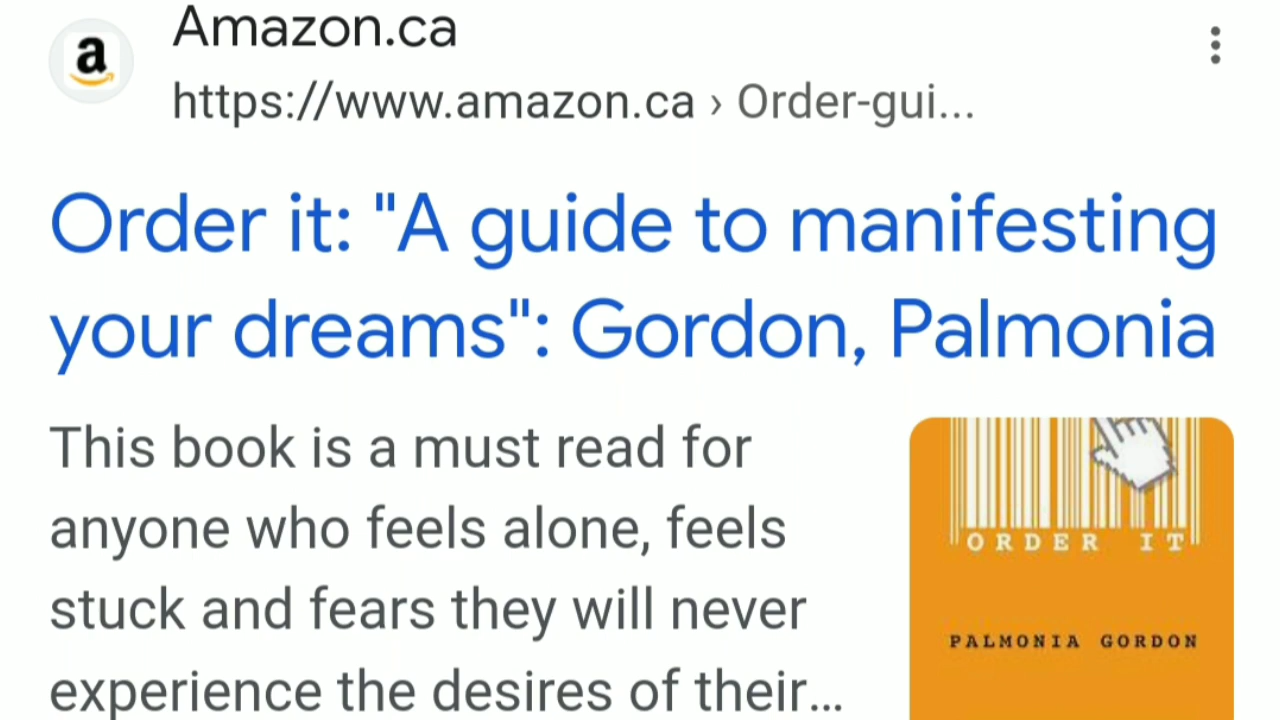 Amazon.ca
https://www.amazon.ca › Order-gui...
Order it: "A guide to manifesting
your dreams": Gordon, Palmonia
This book is a must read for
anyone who feels alone, feels
stuck and fears they will never
experience the desires of their...
ORDER IT
PALMONIA GORDON